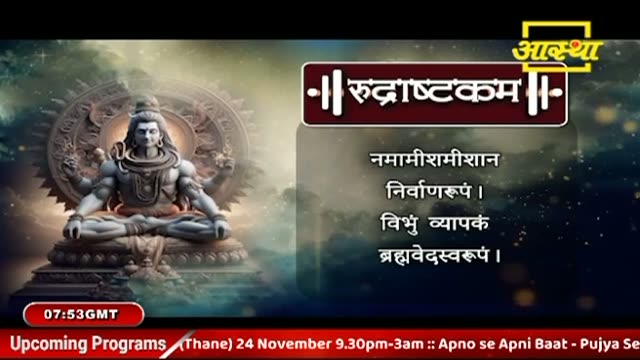 आस्था
॥रुद्राष्टकम॥
नमामीशमीशान
निर्वाणरूपं।
विभुं व्यापकं
ब्रह्मवेदस्वरूपं।
07:53GMT
Upcoming Programs (Thane) 24 November 9.30pm-3am :: Apno se Apni Baat - Pujya Se